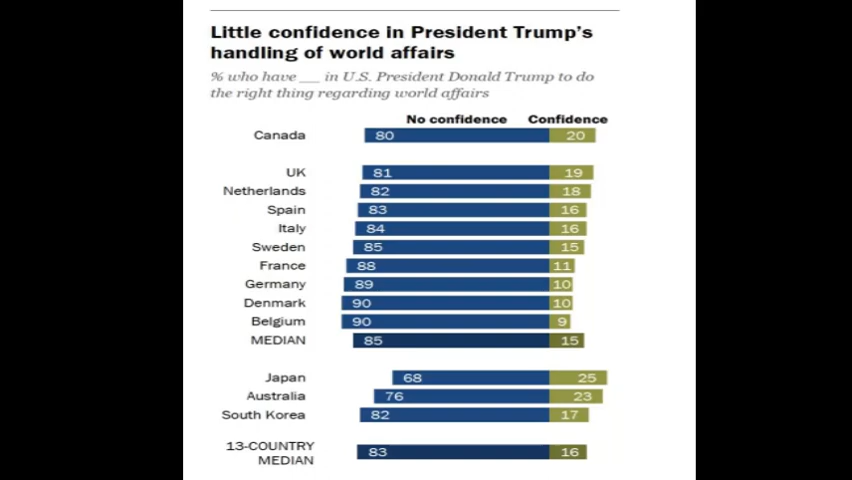 Little confidence in President Trump's
handling of world affairs
% who have __ in U.S. President Donald Trump to do
the right thing regarding world affairs
No confidence Confidence
Canada 80 20
UK 81 19
Netherlands 82 18
Spain 83 16
Italy 84 16
Sweden 85 15
France 88 11
Germany 89 10
Denmark 90 10
Belgium 90 9
MEDIAN 85 15
Japan 68 25
Australia 76 23
South Korea 82 17
13-COUNTRY
MEDIAN 83 16